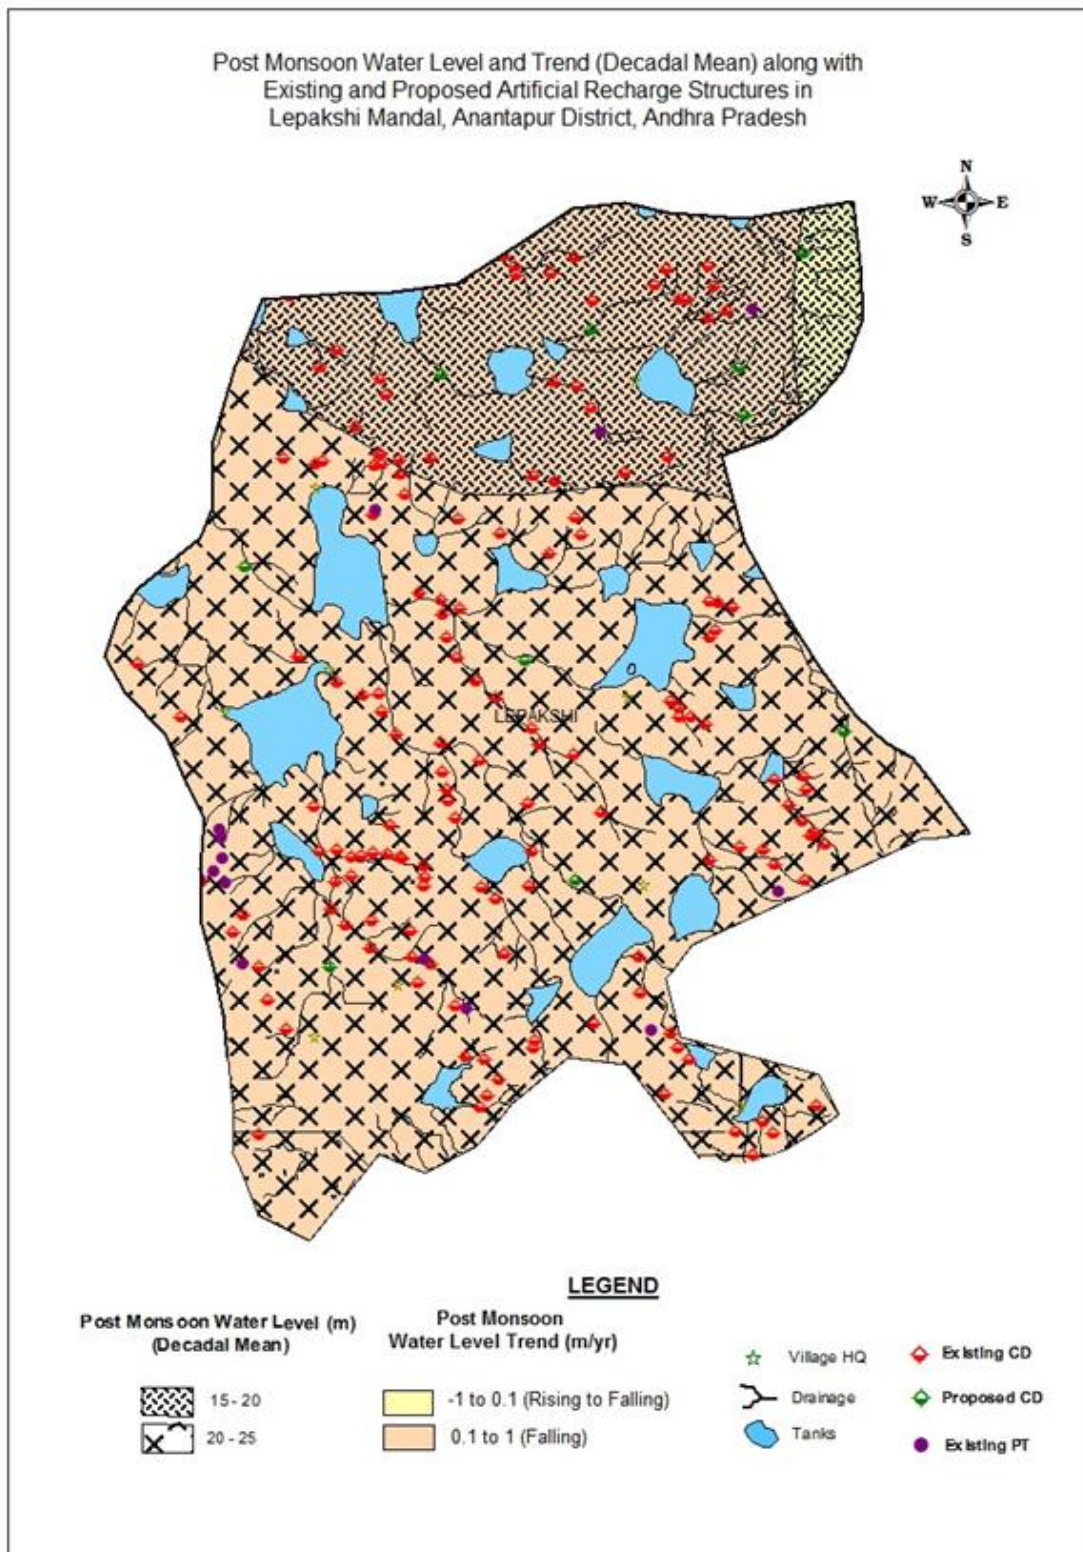 Post Monsoon Water Level and Trend (Decadal Mean) along with
Existing and Proposed Artificial Recharge Structures in
Lepakshi Mandal, Anantapur District, Andhra Pradesh
N
W E
S
LEPAKSHI
LEGEND
Post Monsoon Water Level (m)
(Decadal Mean)
15 - 20
20 - 25
Post Monsoon
Water Level Trend (m/yr)
-1 to 0.1 (Rising to Falling)
0.1 to 1 (Falling)
Village HQ
Drainage
Tanks
Existing CD
Proposed CD
Existing PT